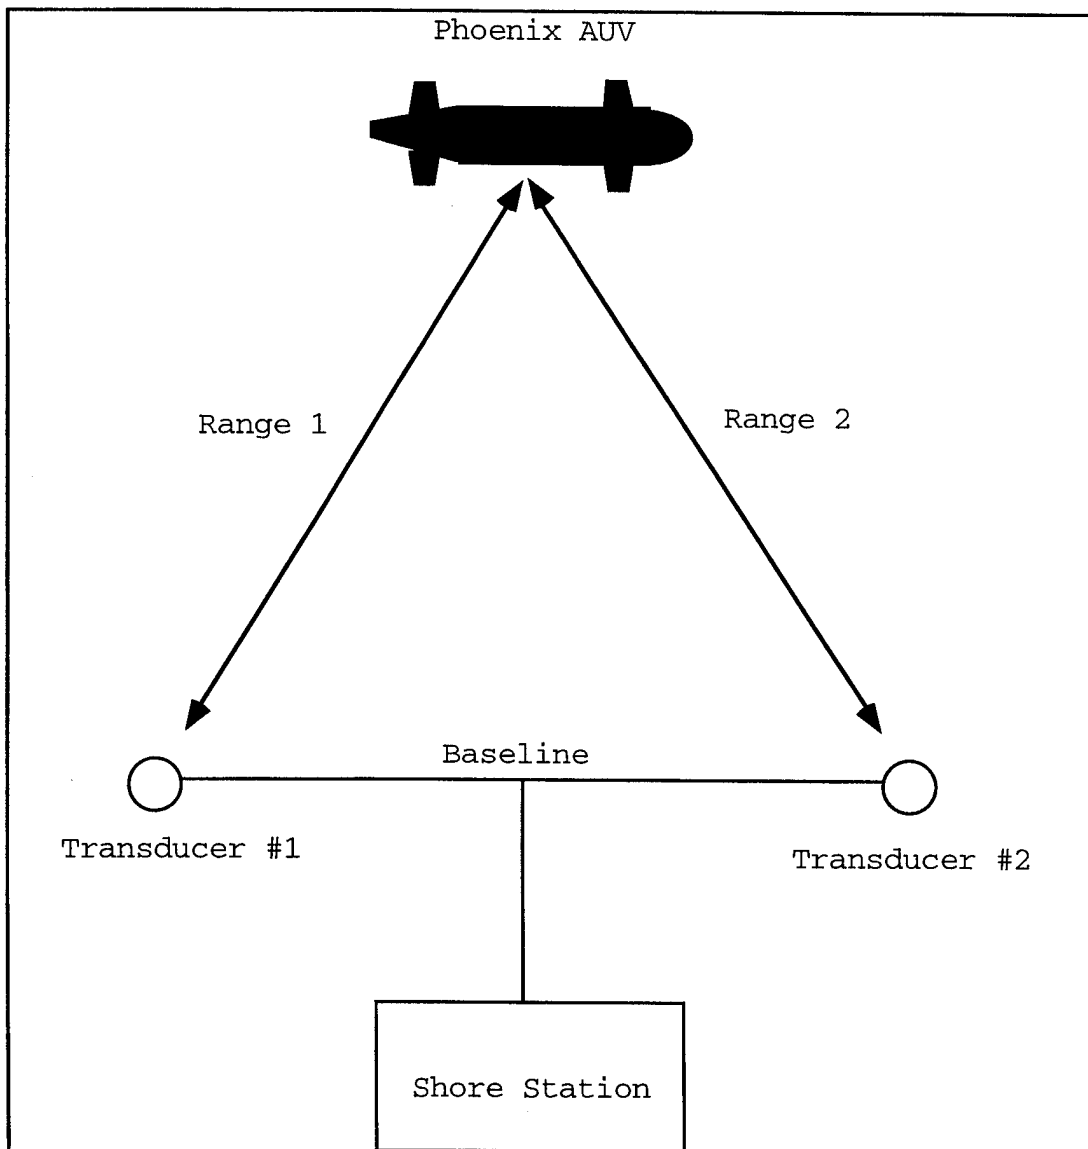 Phoenix AUV
Range 1
Range 2
Baseline
Transducer #1
Transducer #2
Shore Station